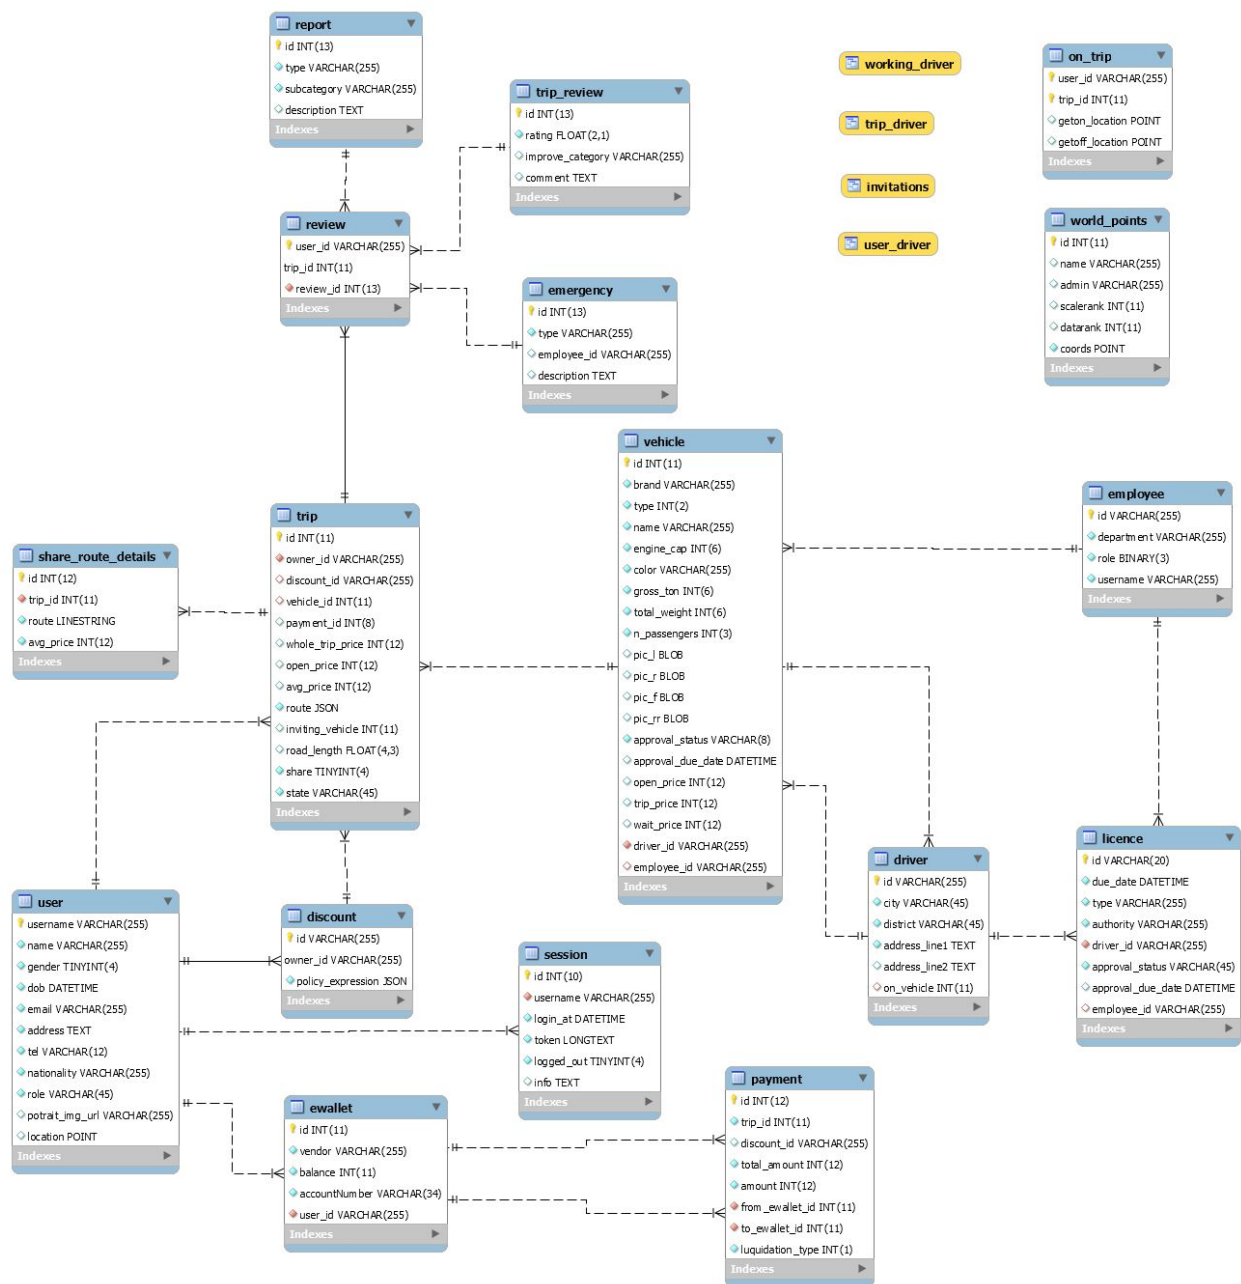 report
id INT(13)
type VARCHAR(255)
subcategory VARCHAR(255)
description TEXT
Indexes
trip_review
id INT(13)
rating FLOAT(2,1)
improve_category VARCHAR(255)
comment TEXT
Indexes
working_driver
trip_driver
invitations
user_driver
on_trip
user_id VARCHAR(255)
trip_id INT(11)
geton_location POINT
getoff_location POINT
Indexes
review
user_id VARCHAR(255)
trip_id INT(11)
review_id INT(13)
Indexes
world_points
id INT(11)
name VARCHAR(255)
admin VARCHAR(255)
scalerank INT(11)
datarank INT(11)
coords POINT
Indexes
emergency
id INT(13)
type VARCHAR(255)
employee_id VARCHAR(255)
description TEXT
Indexes
vehicle
id INT(11)
brand VARCHAR(255)
type INT(2)
name VARCHAR(255)
engine_cap INT(6)
color VARCHAR(255)
gross_ton INT(6)
total_weight INT(6)
n_passengers INT(3)
pic_l BLOB
pic_r BLOB
pic_f BLOB
pic_rr BLOB
approval_status VARCHAR(8)
approval_due_date DATETIME
open_price INT(12)
trip_price INT(12)
wait_price INT(12)
driver_id VARCHAR(255)
employee_id VARCHAR(255)
Indexes
employee
id VARCHAR(255)
department VARCHAR(255)
role BINARY(3)
username VARCHAR(255)
Indexes
trip
id INT(11)
owner_id VARCHAR(255)
discount_id VARCHAR(255)
vehicle_id INT(11)
payment_id INT(8)
whole_trip_price INT(12)
open_price INT(12)
avg_price INT(12)
route JSON
inviting_vehicle INT(11)
road_length FLOAT(4,3)
share TINYINT(4)
state VARCHAR(45)
Indexes
share_route_details
id INT(12)
trip_id INT(11)
route LINESTRING
avg_price INT(12)
Indexes
driver
id VARCHAR(255)
city VARCHAR(45)
district VARCHAR(45)
address_line1 TEXT
address_line2 TEXT
on_vehicle INT(11)
Indexes
licence
id VARCHAR(20)
due_date DATETIME
type VARCHAR(255)
authority VARCHAR(255)
driver_id VARCHAR(255)
approval_status VARCHAR(45)
approval_due_date DATETIME
employee_id VARCHAR(255)
Indexes
user
username VARCHAR(255)
name VARCHAR(255)
gender TINYINT(4)
dob DATETIME
email VARCHAR(255)
address TEXT
tel VARCHAR(12)
nationality VARCHAR(255)
role VARCHAR(45)
potrait_img_url VARCHAR(255)
location POINT
Indexes
discount
id VARCHAR(255)
owner_id VARCHAR(255)
policy_expression JSON
Indexes
session
id INT(10)
username VARCHAR(255)
login_at DATETIME
token LONGTEXT
logged_out TINYINT(4)
info TEXT
Indexes
ewallet
id INT(11)
vendor VARCHAR(255)
balance INT(11)
accountNumber VARCHAR(34)
user_id VARCHAR(255)
Indexes
payment
id INT(12)
trip_id INT(11)
discount_id VARCHAR(255)
total_amount INT(12)
amount INT(12)
from_ewallet_id INT(11)
to_ewallet_id INT(11)
luquidation_type INT(1)
Indexes